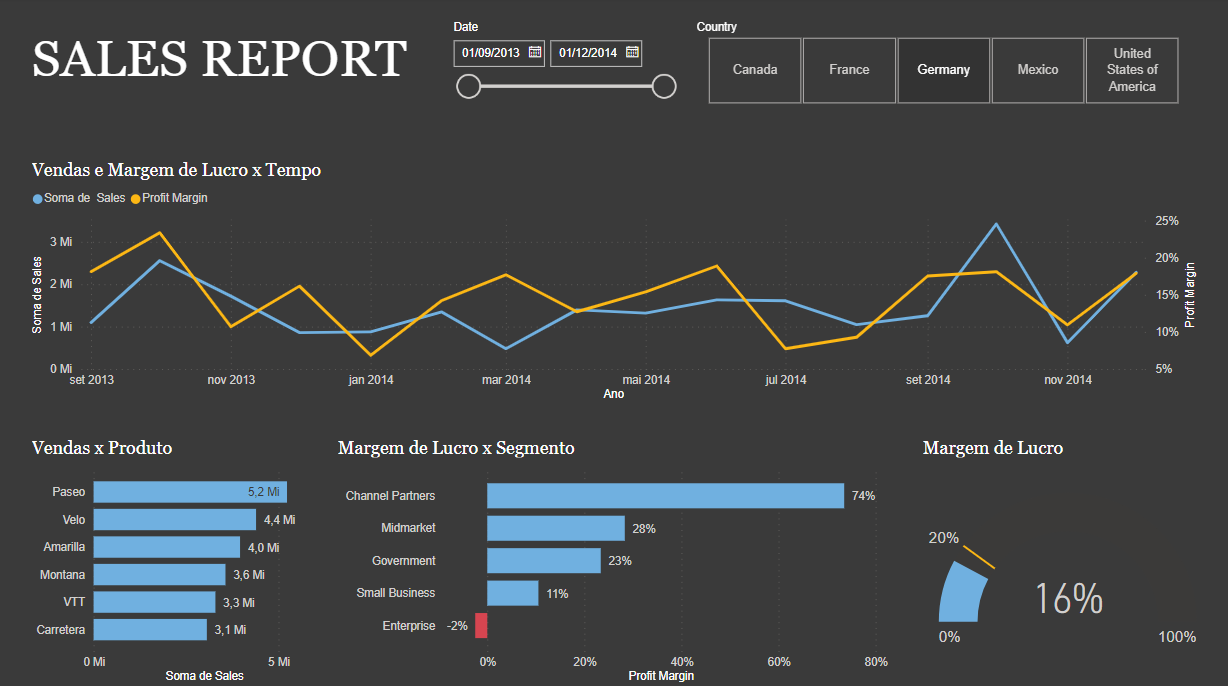 SALES REPORT
Date
01/09/2013
01/12/2014
Country
Canada
France
Germany
Mexico
United
States of
America
Vendas e Margem de Lucro x Tempo
Soma de Sales
Profit Margin
3 Mi
2 Mi
1 Mi
0 Mi
Soma de Sales
25%
20%
15%
10%
5%
Profit Margin
set 2013
nov 2013
jan 2014
mar 2014
mai 2014
jul 2014
set 2014
nov 2014
Ano
Vendas x Produto
Paseo
5,2 Mi
Velo
4,4 Mi
Amarilla
4,0 Mi
Montana
3,6 Mi
VTT
3,3 Mi
Carretera
3,1 Mi
0 Mi
5 Mi
Soma de Sales
Margem de Lucro x Segmento
Channel Partners
74%
Midmarket
28%
Government
23%
Small Business
11%
Enterprise
-2%
0%
20%
40%
60%
80%
Profit Margin
Margem de Lucro
20%
16%
0%
100%